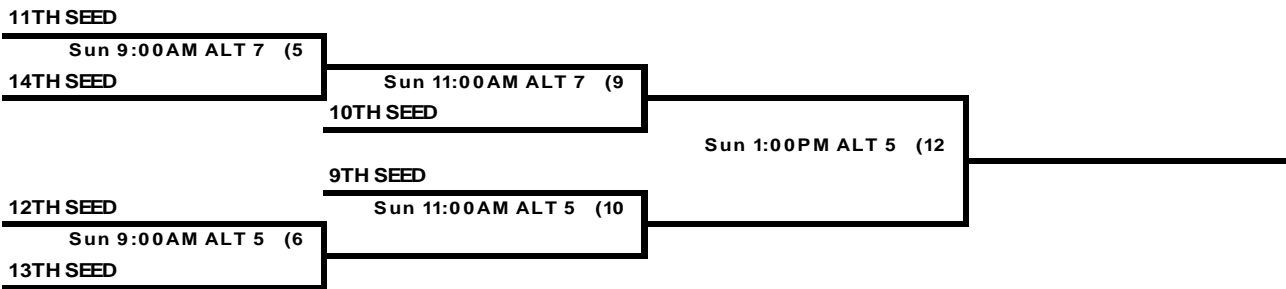 11TH SEED
Sun 9:00AM ALT 7 (5
14TH SEED
Sun 11:00AM ALT 7 (9
10TH SEED
Sun 1:00PM ALT 5 (12
9TH SEED
12TH SEED
Sun 11:00AM ALT 5 (10
Sun 9:00AM ALT 5 (6
13TH SEED